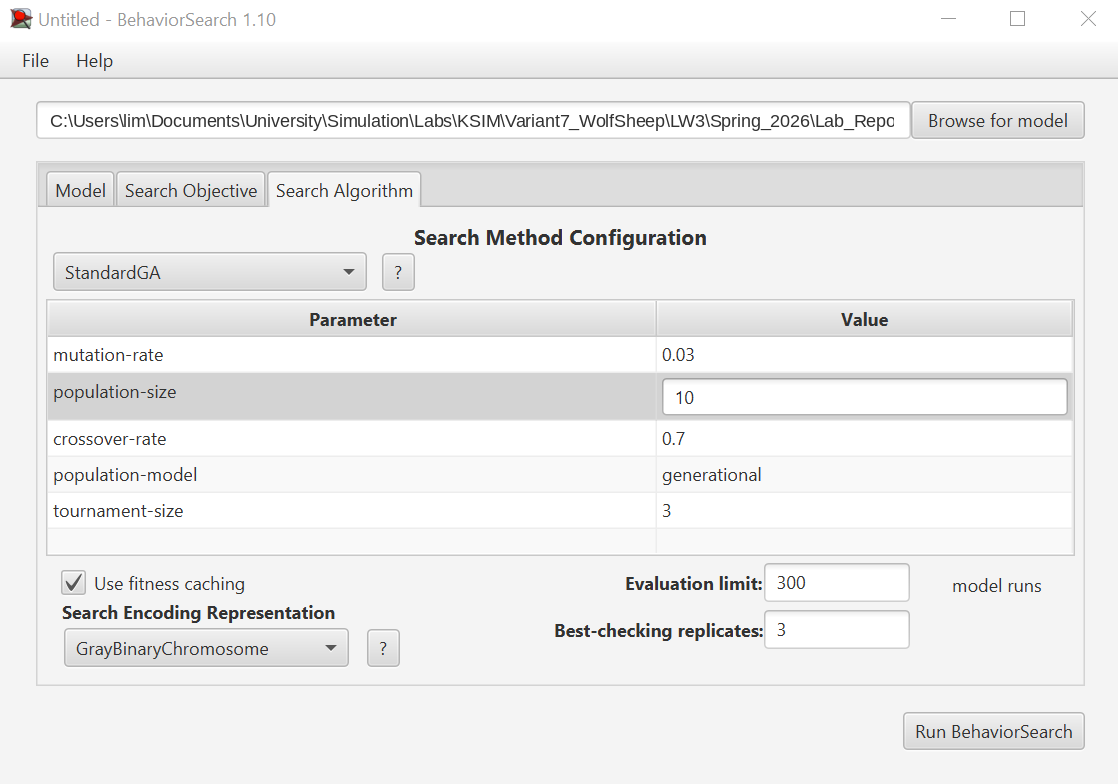 Untitled - BehaviorSearch 1.10
File Help
C:\Users\lim\Documents\University\Simulation\Labs\KSIM\Variant7_WolfSheep\LW3\Spring_2026\Lab_Repo Browse for model
Model Search Objective Search Algorithm
Search Method Configuration
StandardGA ?
Parameter Value
mutation-rate 0.03
population-size 10
crossover-rate 0.7
population-model generational
tournament-size 3
Use fitness caching Evaluation limit: 300 model runs
Search Encoding Representation
Best-checking replicates: 3
GrayBinaryChromosome ?
Run BehaviorSearch